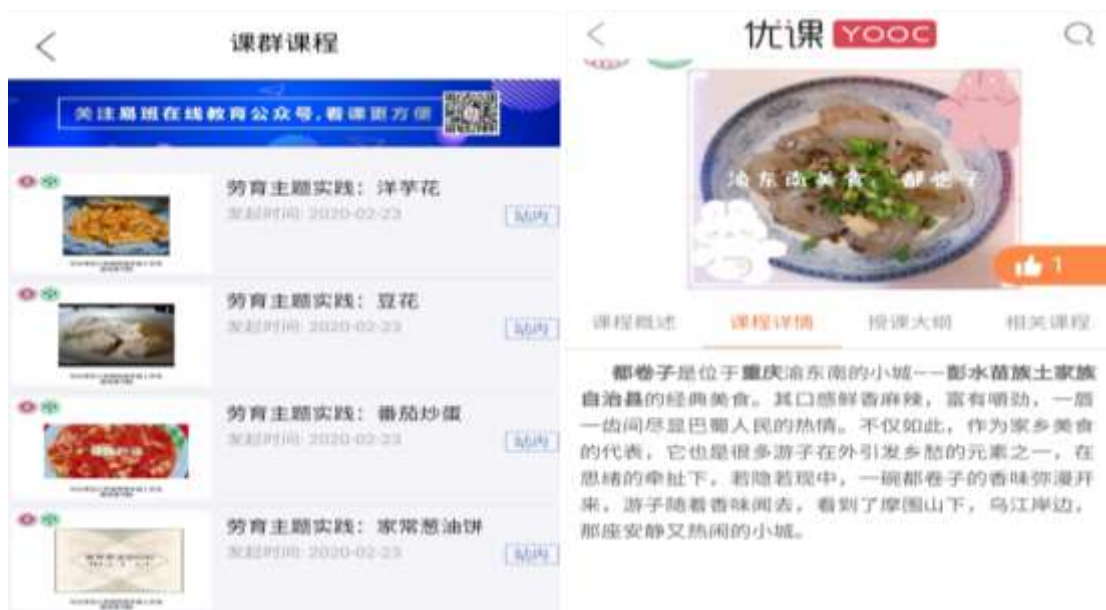 课群课程
关注易班在线教育公众号，看课更方便
劳育主题实践：洋芋花
发起时间: 2020-02-23
站内
劳育主题实践：豆花
发起时间: 2020-02-23
站内
劳育主题实践：番茄炒蛋
发起时间: 2020-02-23
站内
劳育主题实践：家常葱油饼
发起时间: 2020-02-23
站内
优课 YOOC
渝东南美食 都卷子
1
课程概述 课程详情 授课大纲 相关课程
都卷子是位于重庆渝东南的小城--彭水苗族土家族
自治县的经典美食。其口感鲜香麻辣，富有嚼劲，一唇
一齿间尽显巴蜀人民的热情。不仅如此，作为家乡美食
的代表，它也是很多游子在外引发乡愁的元素之一，在
思绪的牵扯下，若隐若现中，一碗都卷子的香味弥漫开
来，游子随着香味闻去，看到了摩围山下，乌江岸边，
那座安静又热闹的小城。